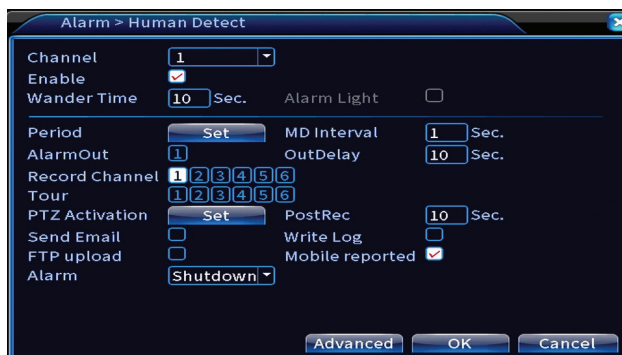 Alarm > Human Detect
Channel 1
Enable
Wander Time 10 Sec. Alarm Light
Period Set MD Interval 1 Sec.
AlarmOut 1 OutDelay 10 Sec.
Record Channel 1 2 3 4 5 6
Tour 1 2 3 4 5 6
PTZ Activation Set PostRec 10 Sec.
Send Email Write Log
FTP upload Mobile reported
Alarm Shutdown
Advanced OK Cancel